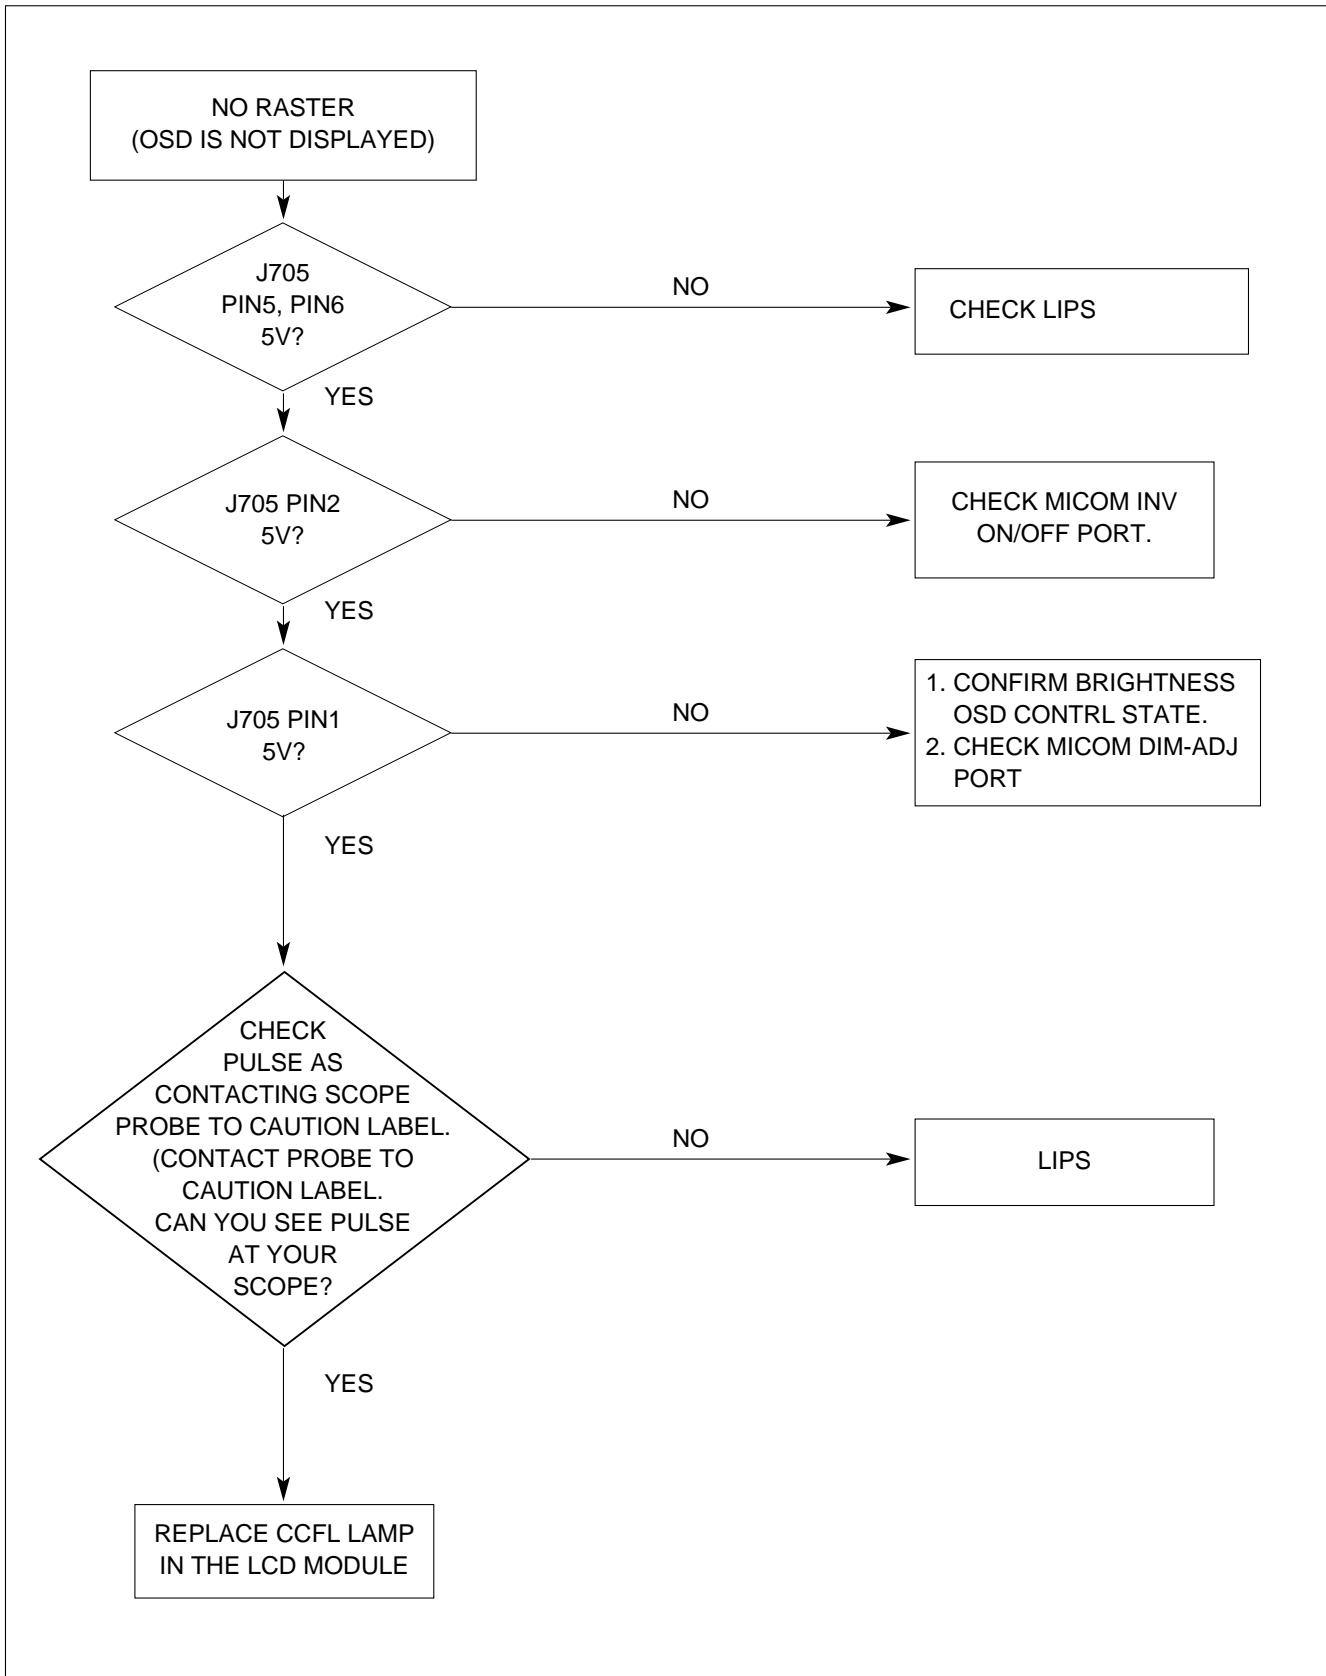 NO RASTER
(OSD IS NOT DISPLAYED)
J705
PIN5, PIN6
5V?
NO
CHECK LIPS
YES
J705 PIN2
5V?
NO
CHECK MICOM INV
ON/OFF PORT.
YES
J705 PIN1
5V?
NO
1. CONFIRM BRIGHTNESS
OSD CONTRL STATE.
2. CHECK MICOM DIM-ADJ
PORT
YES
CHECK
PULSE AS
CONTACTING SCOPE
PROBE TO CAUTION LABEL.
(CONTACT PROBE TO
CAUTION LABEL.
CAN YOU SEE PULSE
AT YOUR
SCOPE?
NO
LIPS
YES
REPLACE CCFL LAMP
IN THE LCD MODULE